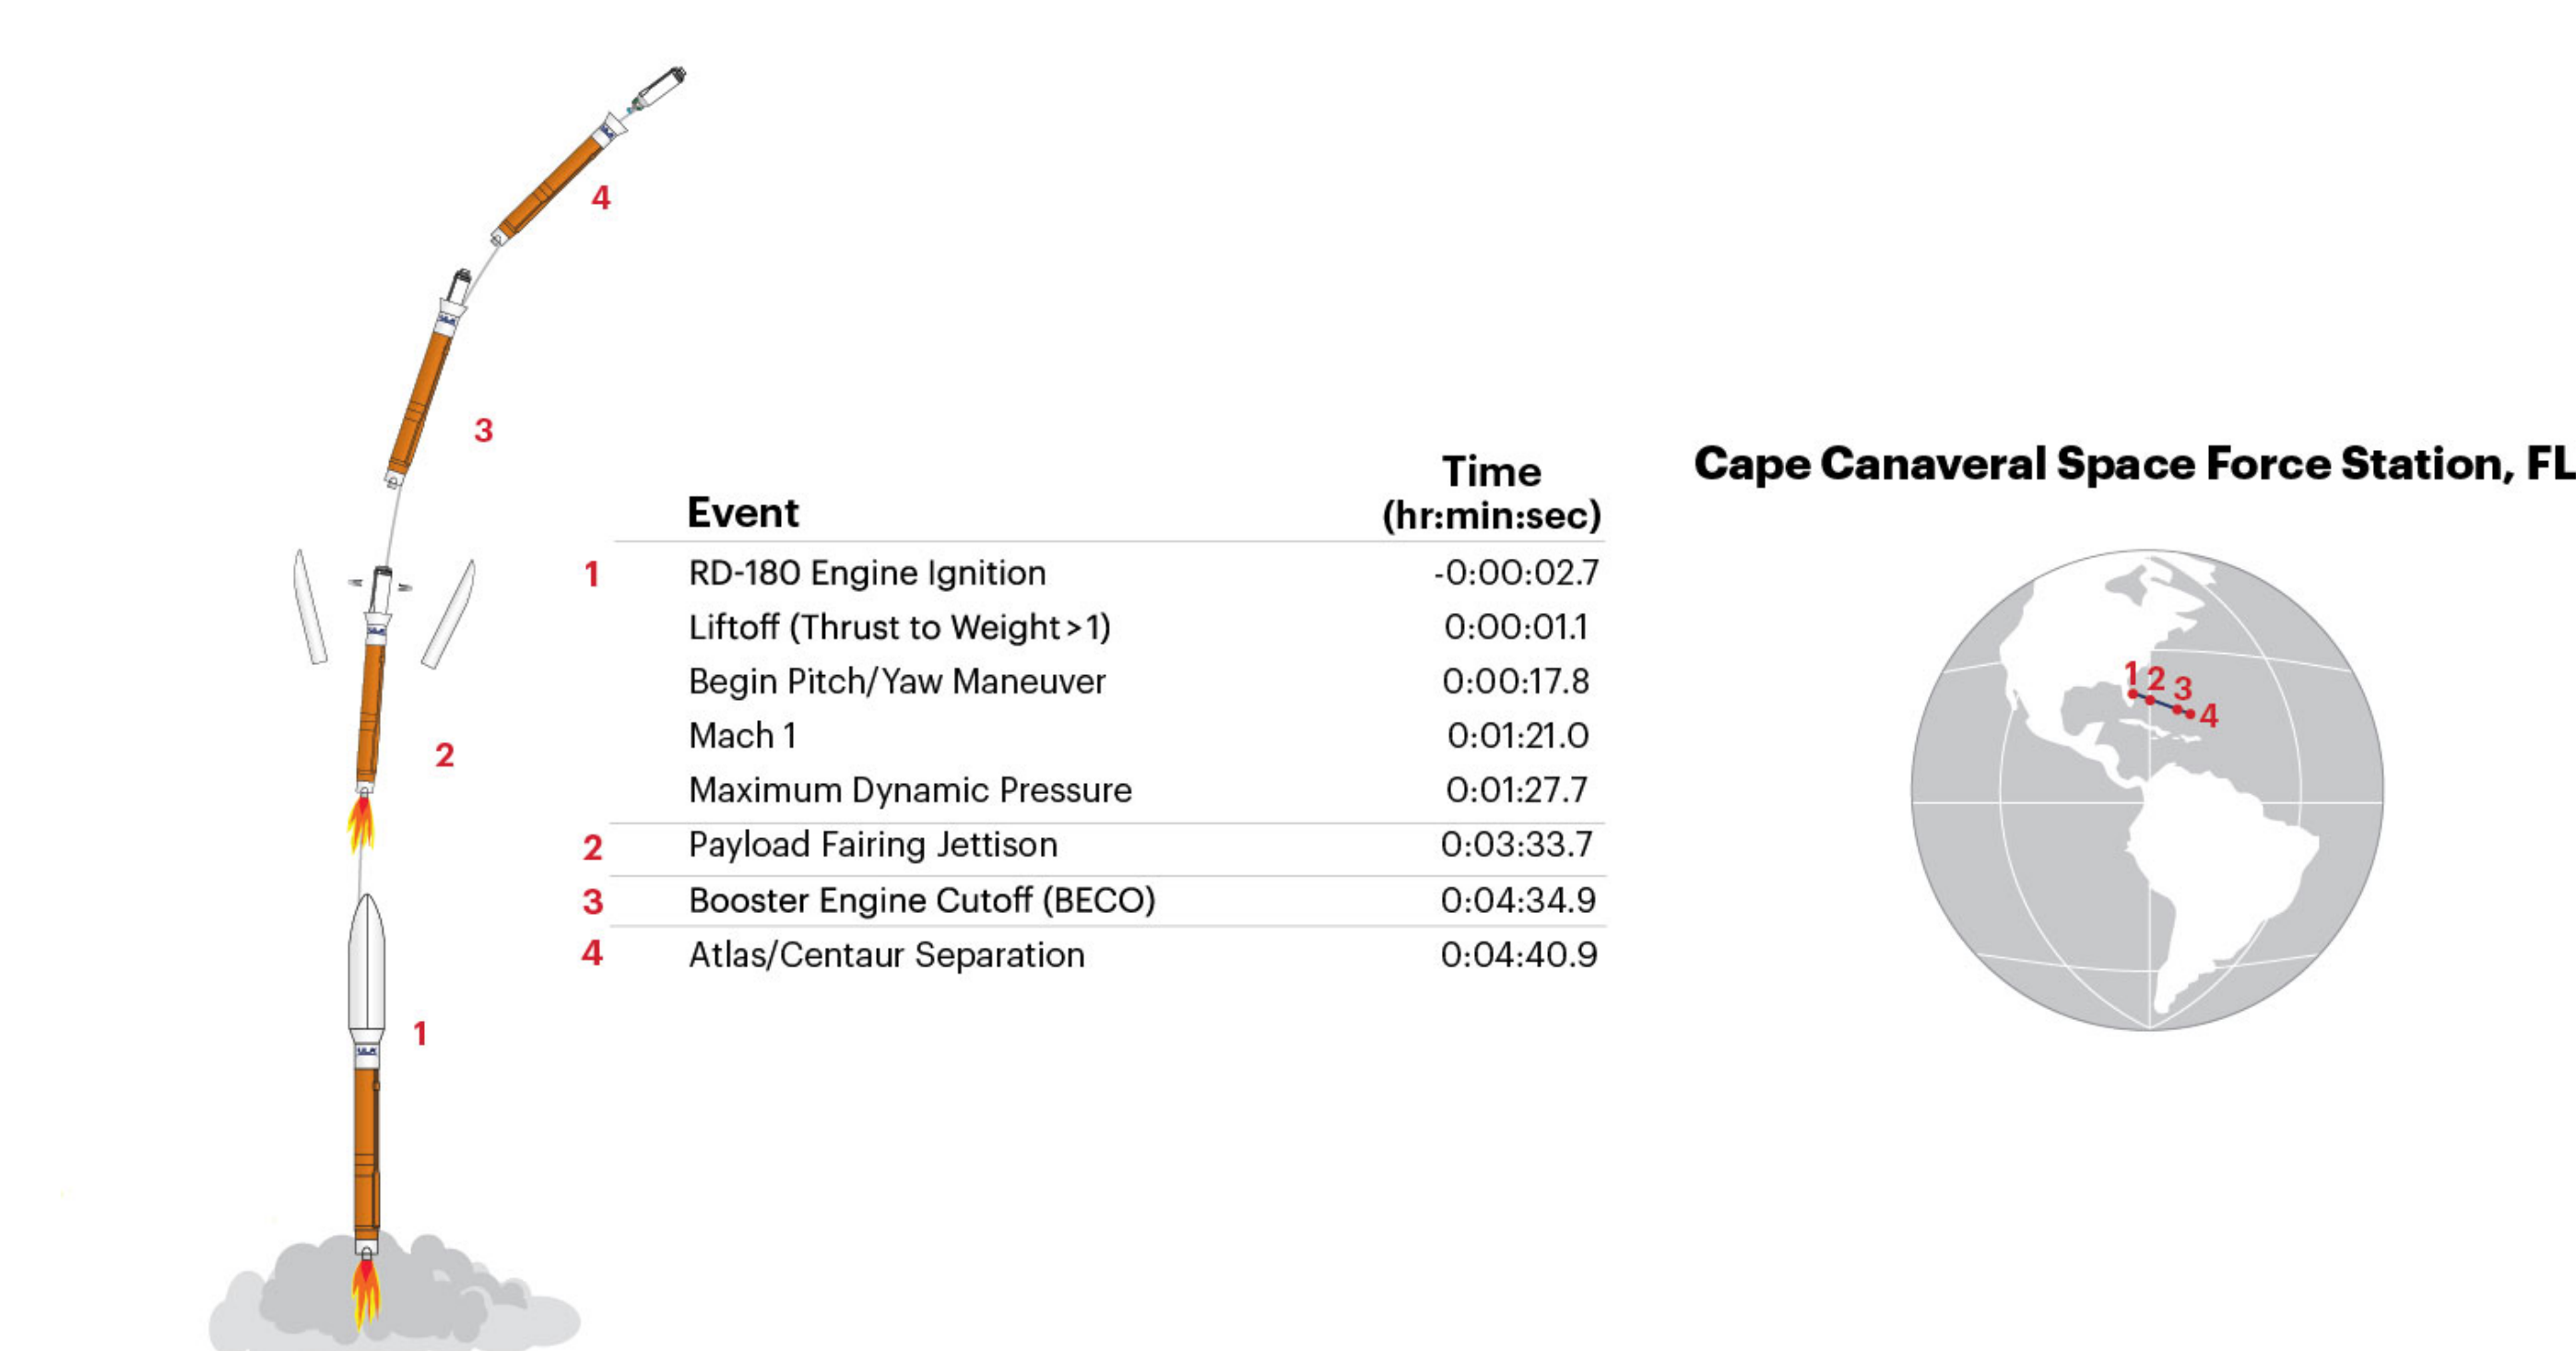 4
3
2
1
Event Time
(hr:min:sec)
1 RD-180 Engine Ignition -0:00:02.7
Liftoff (Thrust to Weight>1) 0:00:01.1
Begin Pitch/Yaw Maneuver 0:00:17.8
Mach 1 0:01:21.0
Maximum Dynamic Pressure 0:01:27.7
2 Payload Fairing Jettison 0:03:33.7
3 Booster Engine Cutoff (BECO) 0:04:34.9
4 Atlas/Centaur Separation 0:04:40.9
Cape Canaveral Space Force Station, FL
1 2 3
4